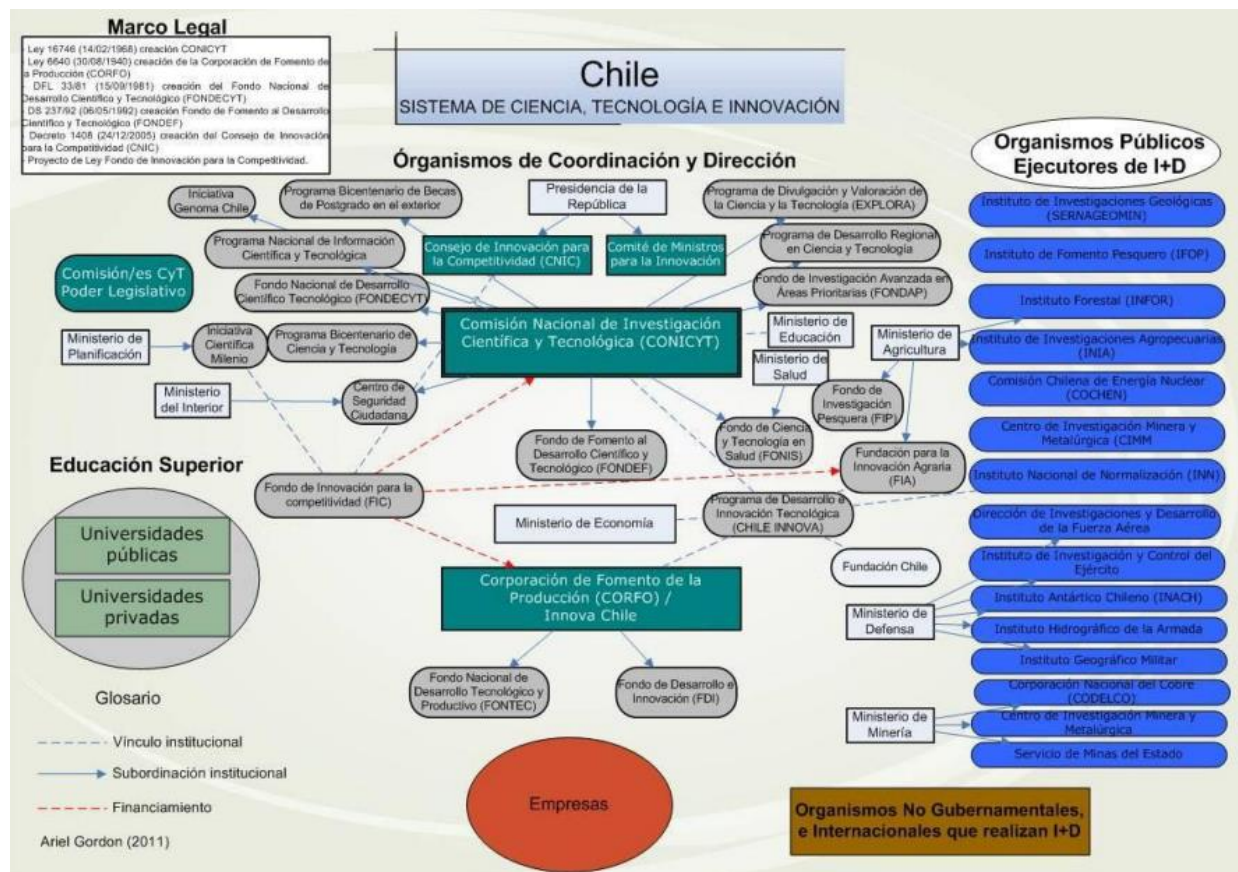 Marco Legal
- Ley 16746 (14/02/1968) creación CONICYT
- Ley 6640 (30/08/1940) creación de la Corporación de Fomento de
la Producción (CORFO)
- DFL 33/81 (15/09/1981) creación del Fondo Nacional de
Desarrollo Científico y Tecnológico (FONDECYT)
- DS 237/92 (06/05/1992) creación Fondo de Fomento al Desarrollo
Científico y Tecnológico (FONDEF)
- Decreto 1408 (24/12/2005) creación del Consejo de Innovación
para la Competitividad (CNIC)
- Proyecto de Ley Fondo de Innovación para la Competitividad.
Chile
SISTEMA DE CIENCIA, TECNOLOGÍA E INNOVACIÓN
Órganismos de Coordinación y Dirección
Iniciativa
Genoma Chile
Programa Bicentenario de Becas
de Postgrado en el exterior
Presidencia de la
República
Programa de Divulgación y Valoración de
la Ciencia y la Tecnología (EXPLORA)
Programa Nacional de Información
Científica y Tecnológica
Consejo de Innovación para
la Competitividad (CNIC)
Comité de Ministros
para la Innovación
Programa de Desarrollo Regional
en Ciencia y Tecnología
Comisión/es CyT
Poder Legislativo
Fondo Nacional de Desarrollo
Científico Tecnológico (FONDECYT)
Fondo de Investigación Avanzada en
Áreas Prioritarias (FONDAP)
Ministerio de
Planificación
Iniciativa
Científica
Milenio
Programa Bicentenario de
Ciencia y Tecnología
Comisión Nacional de Investigación
Científica y Tecnológica (CONICYT)
Ministerio de
Educación
Ministerio de
Agricultura
Ministerio de
Salud
Ministerio
del Interior
Centro de
Seguridad
Ciudadana
Fondo de
Investigación
Pesquera (FIP)
Fondo de Fomento al
Desarrollo Científico y
Tecnológico (FONDEF)
Fondo de Ciencia
y Tecnología en
Salud (FONIS)
Fundación para la
Innovación Agraria
(FIA)
Fondo de Innovación para la
competitividad (FIC)
Ministerio de Economía
Programa de Desarrollo e
Innovación Tecnológica
(CHILE INNOVA)
Fundación Chile
Corporación de Fomento de la
Producción (CORFO) /
Innova Chile
Ministerio de
Defensa
Fondo Nacional de
Desarrollo Tecnológico y
Productivo (FONTEC)
Fondo de Desarrollo e
Innovación (FDI)
Ministerio de
Minería
Educación Superior
Universidades
públicas
Universidades
privadas
Glosario
Vínculo institucional
Subordinación institucional
Financiamiento
Ariel Gordon (2011)
Empresas
Organismos No Gubernamentales,
e Internacionales que realizan I+D
Organismos Públicos
Ejecutores de I+D
Instituto de Investigaciones Geológicas
(SERNAGEOMIN)
Instituto de Fomento Pesquero (IFOP)
Instituto Forestal (INFOR)
Instituto de Investigaciones Agropecuarias
(INIA)
Comisión Chilena de Energía Nuclear
(COCHEN)
Centro de Investigación Minera y
Metalúrgica (CIMM
Instituto Nacional de Normalización (INN)
Dirección de Investigaciones y Desarrollo
de la Fuerza Aérea
Instituto de Investigación y Control del
Ejército
Instituto Antártico Chileno (INACH)
Instituto Hidrográfico de la Armada
Instituto Geográfico Militar
Corporación Nacional del Cobre
(CODELCO)
Centro de Investigación Minera y
Metalúrgica
Servicio de Minas del Estado